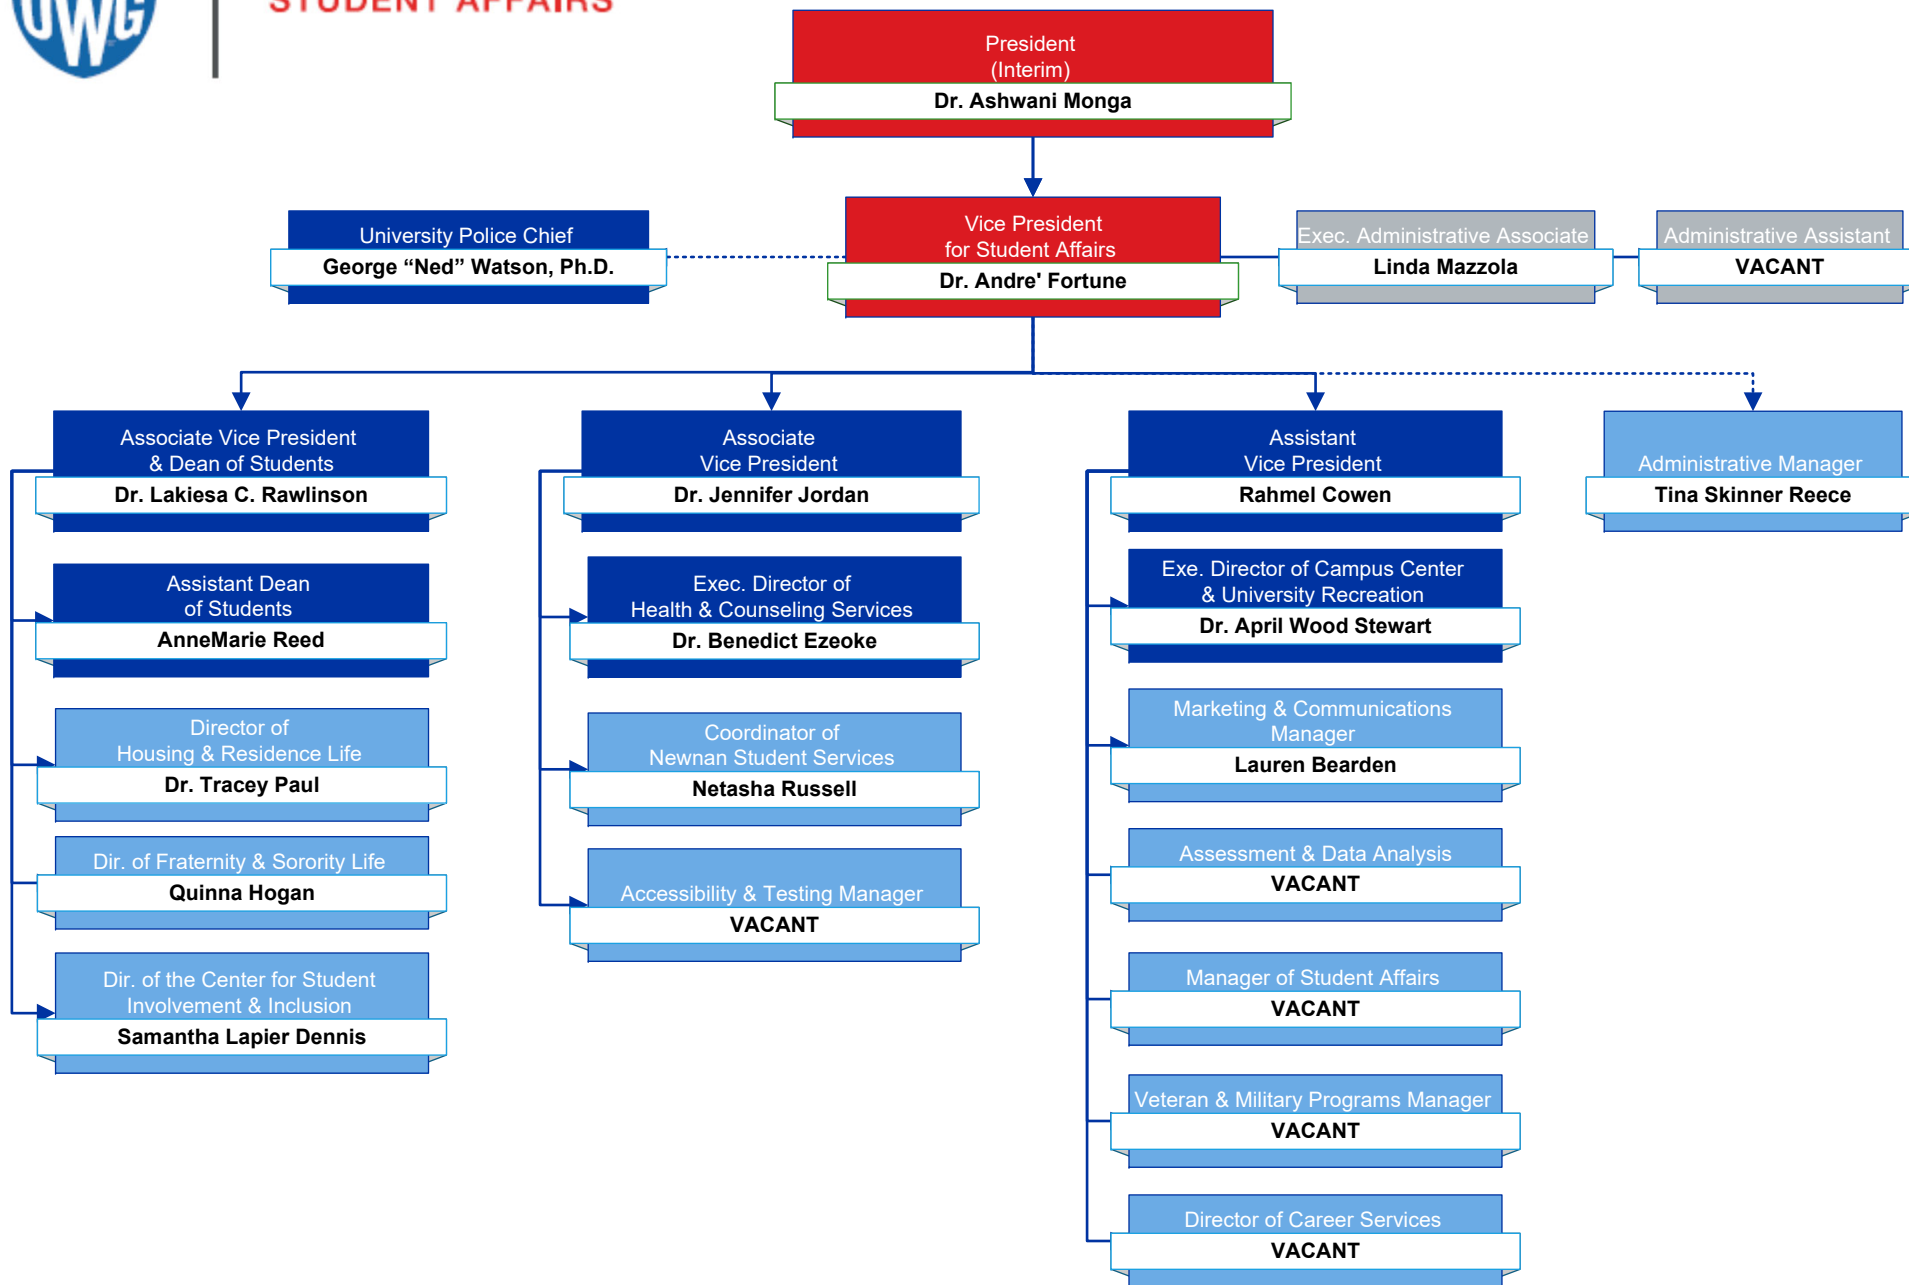 UWG
STUDENT AFFAIRS
President
(Interim)
Dr. Ashwani Monga
University Police Chief
George “Ned” Watson, Ph.D.
Vice President
for Student Affairs
Dr. Andre' Fortune
Exec. Administrative Associate
Linda Mazzola
Administrative Assistant
VACANT
Associate Vice President
& Dean of Students
Dr. Lakiesa C. Rawlinson
Assistant Dean
of Students
AnneMarie Reed
Director of
Housing & Residence Life
Dr. Tracey Paul
Dir. of Fraternity & Sorority Life
Quinna Hogan
Dir. of the Center for Student
Involvement & Inclusion
Samantha Lapier Dennis
Associate
Vice President
Dr. Jennifer Jordan
Exec. Director of
Health & Counseling Services
Dr. Benedict Ezeoke
Coordinator of
Newnan Student Services
Netasha Russell
Accessibility & Testing Manager
VACANT
Assistant
Vice President
Rahmel Cowen
Exe. Director of Campus Center
& University Recreation
Dr. April Wood Stewart
Marketing & Communications
Manager
Lauren Bearden
Assessment & Data Analysis
VACANT
Manager of Student Affairs
VACANT
Veteran & Military Programs Manager
VACANT
Director of Career Services
VACANT
Administrative Manager
Tina Skinner Reece